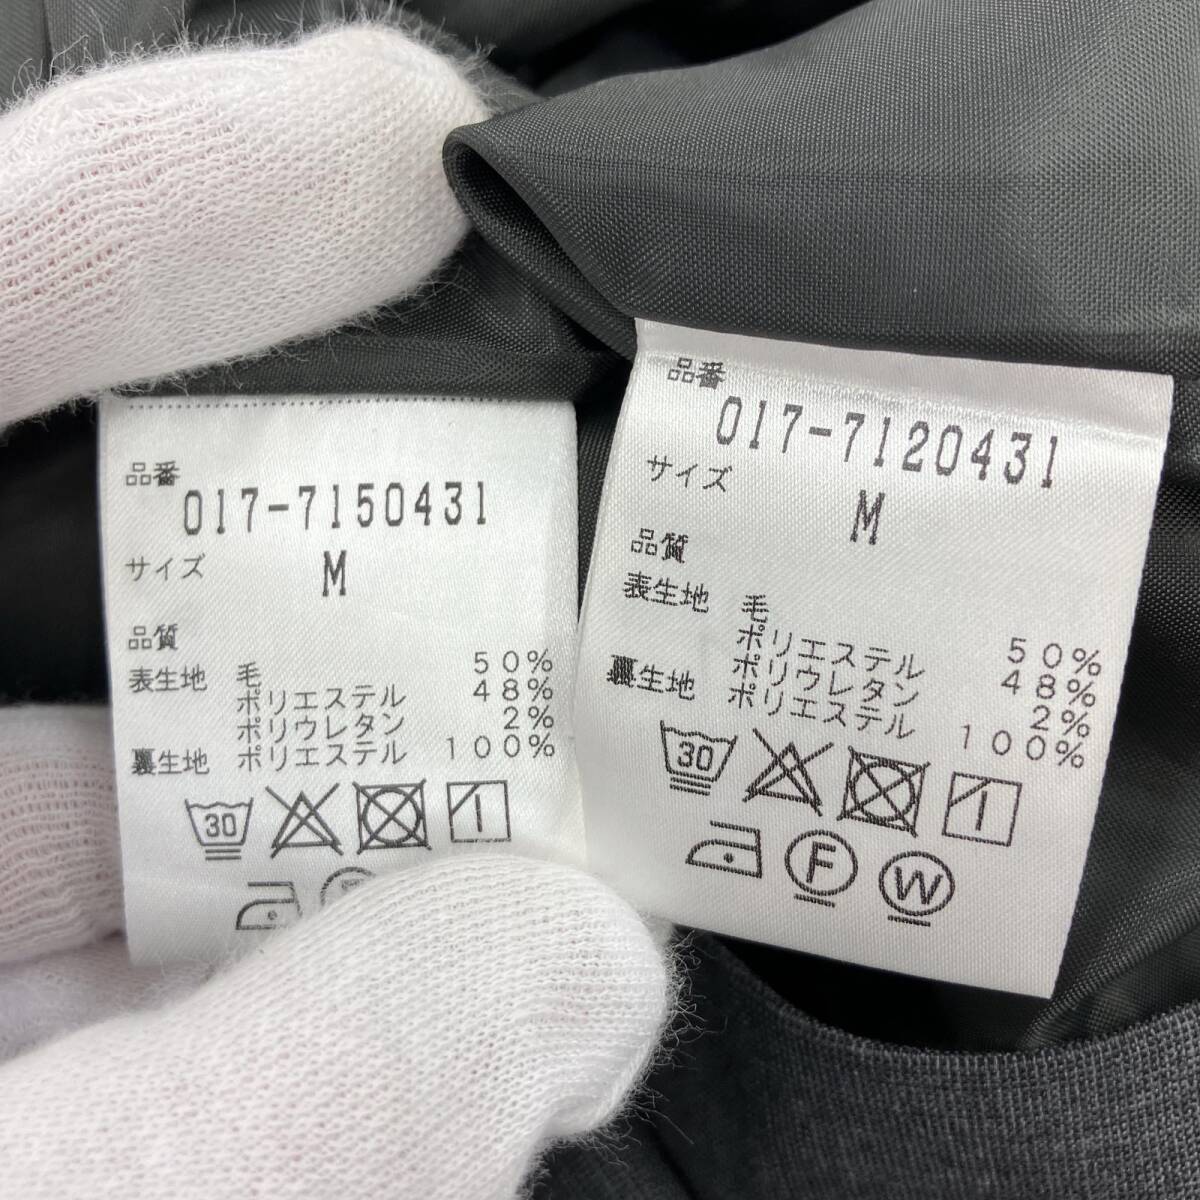 品番
017-7150431
サイズ M
品質
表生地 毛 50%
ポリエステル 48%
ポリウレタン 2%
裏生地 ポリエステル 100%
30
品番
017-7120431
サイズ M
品質
表生地 毛 50%
ポリエステル 48%
ポリウレタン 2%
裏生地 ポリエステル 100%
30
F W